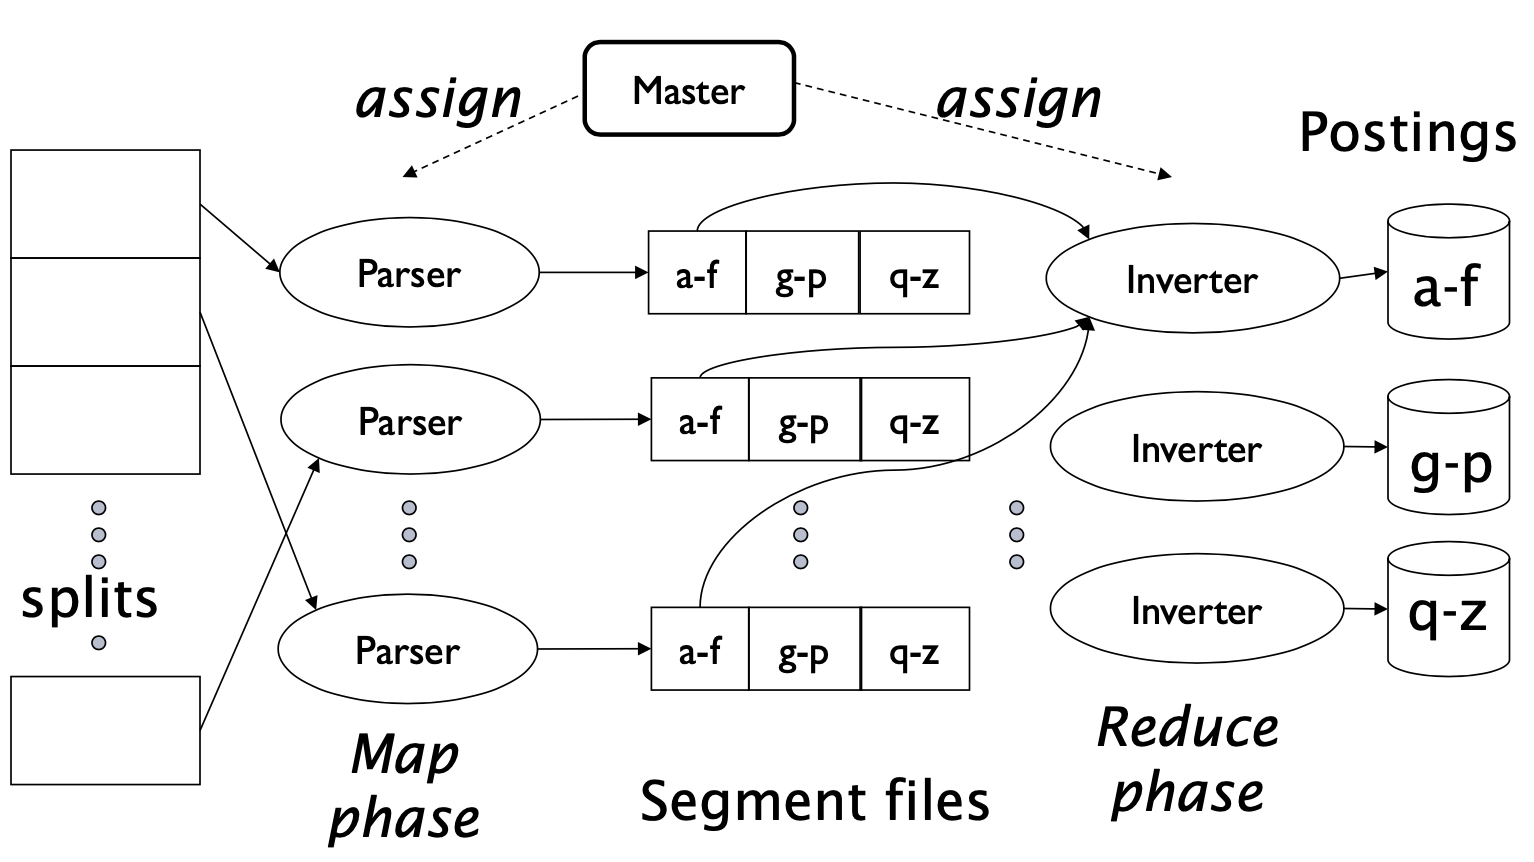 Master
assign
assign
Postings
Parser
a-f
g-p
q-z
Inverter
a-f
Parser
a-f
g-p
q-z
Inverter
g-p
splits
Parser
a-f
g-p
q-z
Inverter
q-z
Map
phase
Segment files
Reduce
phase